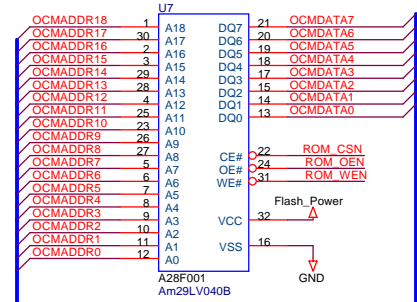 U7
OCMADDR18 1 A18 DQ7 21 OCMDATA7
OCMADDR17 30 A17 DQ6 20 OCMDATA6
OCMADDR16 2 A16 DQ5 19 OCMDATA5
OCMADDR15 3 A15 DQ4 18 OCMDATA4
OCMADDR14 29 A14 DQ3 17 OCMDATA3
OCMADDR13 28 A13 DQ2 15 OCMDATA2
OCMADDR12 4 A12 DQ1 14 OCMDATA1
OCMADDR11 25 A11 DQ0 13 OCMDATA0
OCMADDR10 23 A10
OCMADDR9 26 A9
OCMADDR8 27 A8 CE# 22 ROM_CSN
OCMADDR7 5 A7 OE# 24 ROM_OEN
OCMADDR6 6 A6 WE# 31 ROM_WEN
OCMADDR5 7 A5
OCMADDR4 8 A4 Flash_Power
OCMADDR3 9 A3 VCC 32
OCMADDR2 10 A2
OCMADDR1 11 A1 VSS 16
OCMADDR0 12 A0
A28F001 GND
Am29LV040B